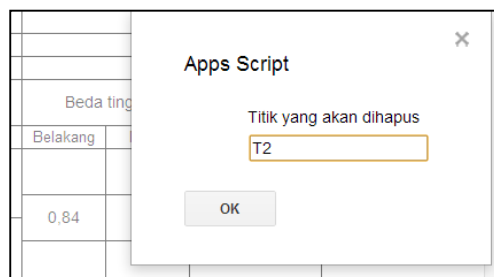 Apps Script
Titik yang akan dihapus
T2
OK
Beda ting
Belakang
0,84